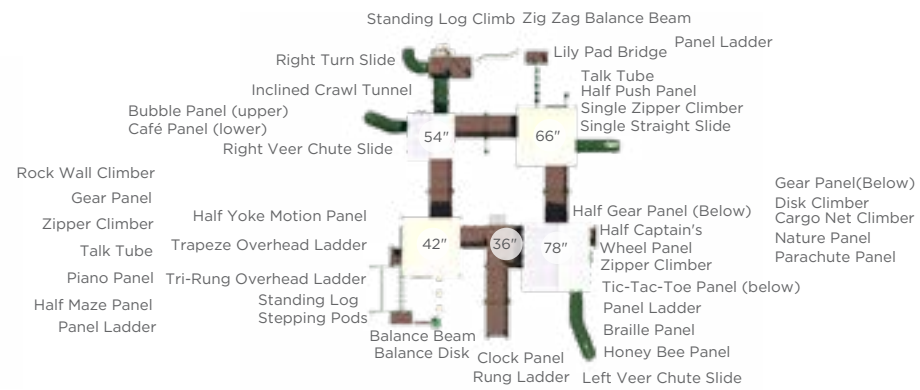 Standing Log Climb Zig Zag Balance Beam
Panel Ladder
Lily Pad Bridge
Right Turn Slide
Talk Tube
Half Push Panel
Inclined Crawl Tunnel
Single Zipper Climber
Bubble Panel (upper)
Café Panel (lower)
Single Straight Slide
54"
66"
Right Veer Chute Slide
Rock Wall Climber
Gear Panel
Zipper Climber
Talk Tube
Piano Panel
Half Maze Panel
Panel Ladder
Half Yoke Motion Panel
Trapeze Overhead Ladder
Tri-Rung Overhead Ladder
Standing Log
Stepping Pods
42"
36"
78"
Half Gear Panel (Below)
Half Captain's
Wheel Panel
Zipper Climber
Tic-Tac-Toe Panel (below)
Panel Ladder
Braille Panel
Honey Bee Panel
Left Veer Chute Slide
Gear Panel(Below)
Disk Climber
Cargo Net Climber
Nature Panel
Parachute Panel
Balance Beam
Balance Disk
Clock Panel
Rung Ladder